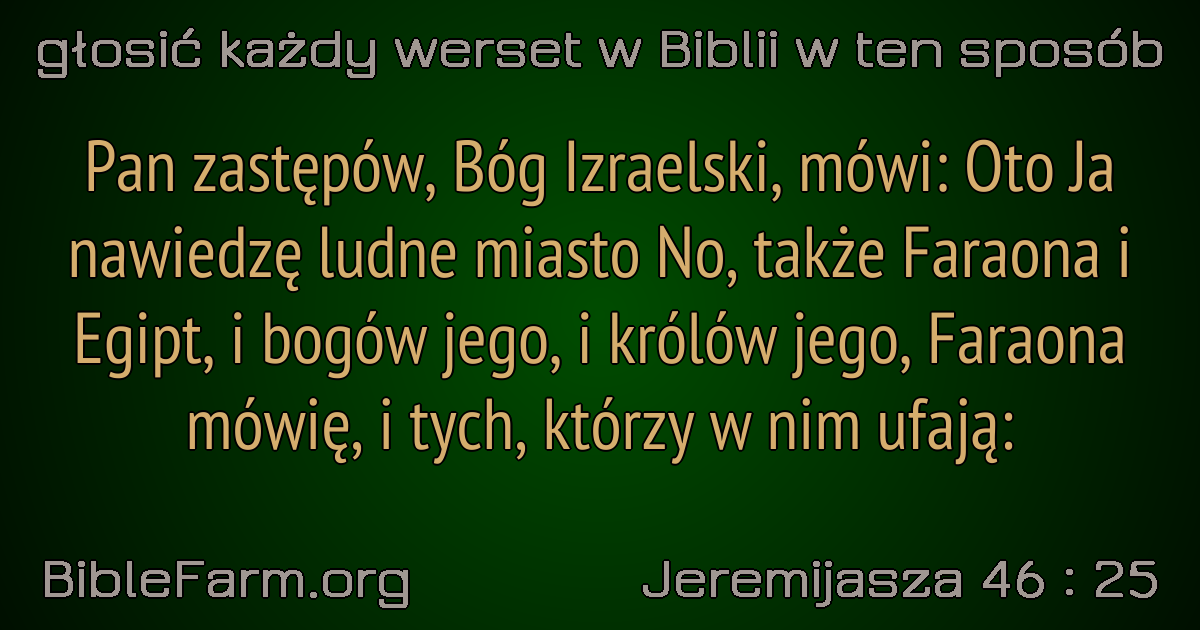 głosić każdy werset w Biblii w ten sposób
Pan zastępów, Bóg Izraelski, mówi: Oto Ja
nawiedzę ludne miasto No, także Faraona i
Egipt, i bogów jego, i królów jego, Faraona
mówię, i tych, którzy w nim ufają:
BibleFarm.org
Jeremijasza 46 : 25